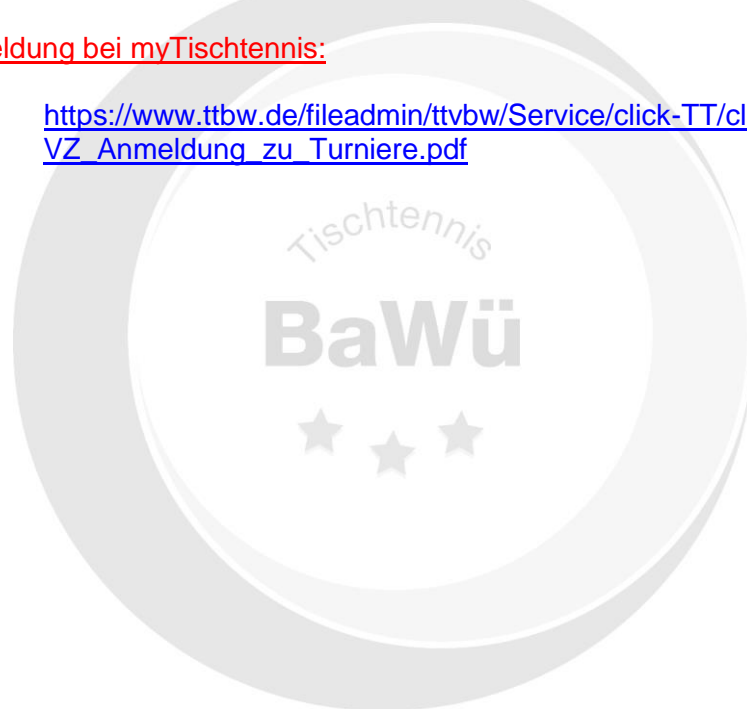 eldung bei myTischtennis:
https://www.ttbw.de/fileadmin/ttvbw/Service/click-TT/cl
VZ_Anmeldung_zu_Turniere.pdf
Tischtennis
BaWü